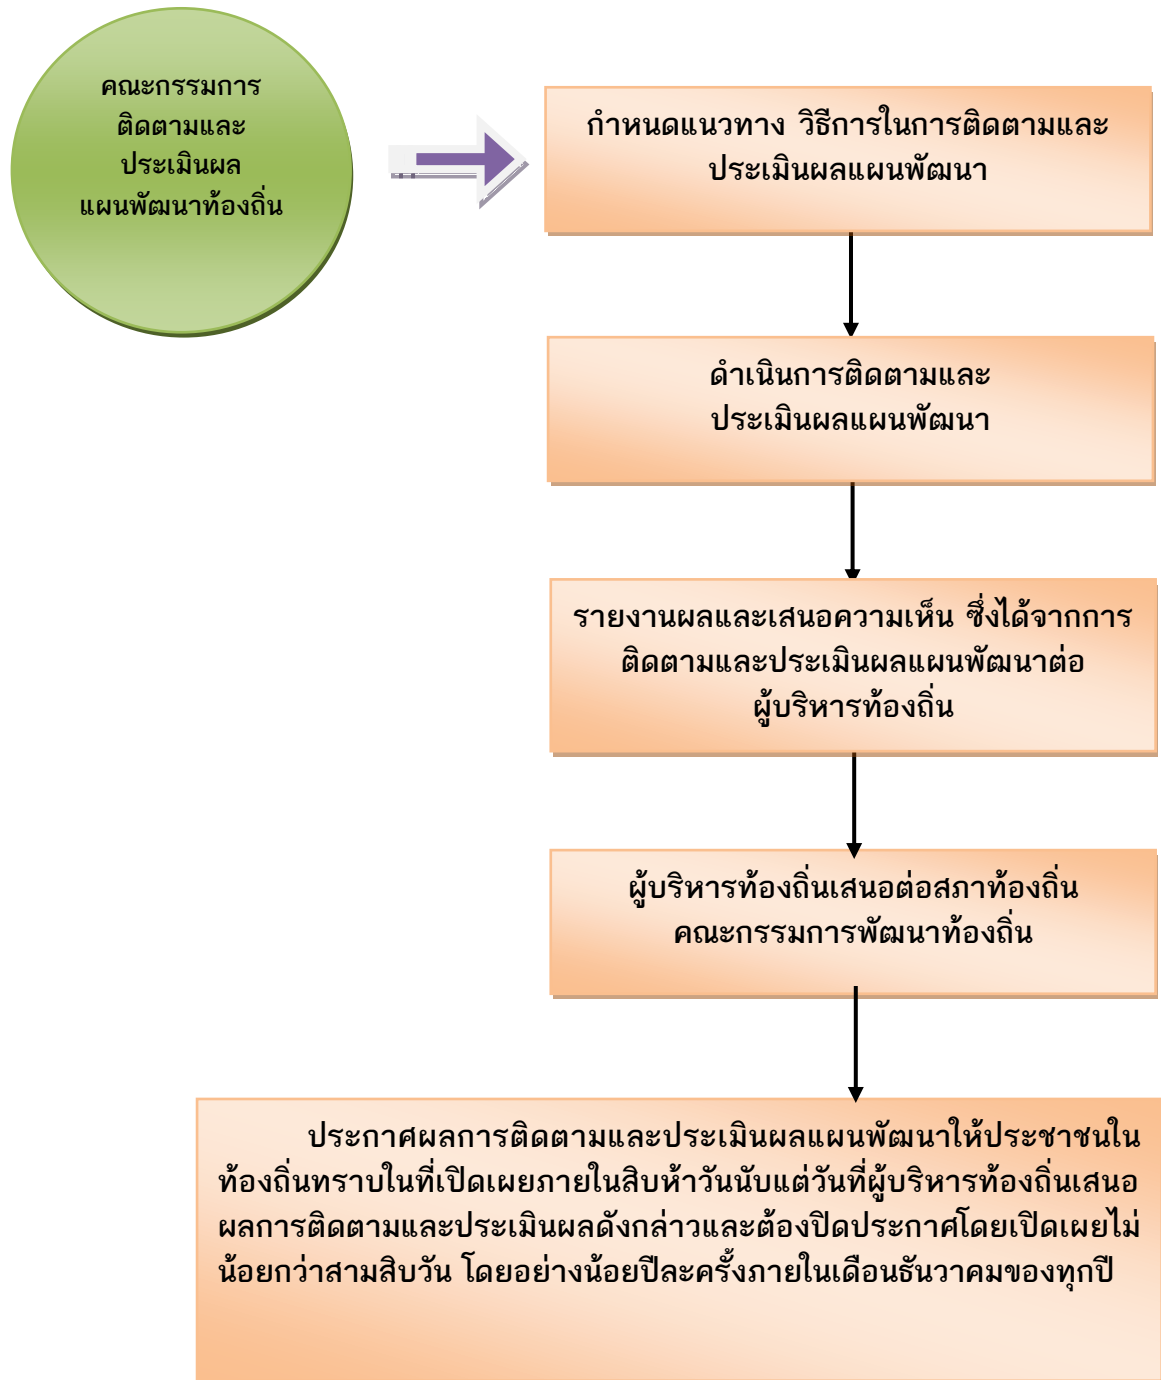 คณะกรรมการ
ติดตามและ
ประเมินผล
แผนพัฒนาท้องถิ่น
กำหนดแนวทาง วิธีการในการติดตามและ
ประเมินผลแผนพัฒนา
ดำเนินการติดตามและ
ประเมินผลแผนพัฒนา
รายงานผลและเสนอความเห็น ซึ่งได้จากการ
ติดตามและประเมินผลแผนพัฒนาต่อ
ผู้บริหารท้องถิ่น
ผู้บริหารท้องถิ่นเสนอต่อสภาท้องถิ่น
คณะกรรมการพัฒนาท้องถิ่น
ประกาศผลการติดตามและประเมินผลแผนพัฒนาให้ประชาชนใน
ท้องถิ่นทราบในที่เปิดเผยภายในสิบห้าวันนับแต่วันที่ผู้บริหารท้องถิ่นเสนอ
ผลการติดตามและประเมินผลดังกล่าวและต้องปิดประกาศโดยเปิดเผยไม่
น้อยกว่าสามสิบวัน โดยอย่างน้อยปีละครั้งภายในเดือนธันวาคมของทุกปี